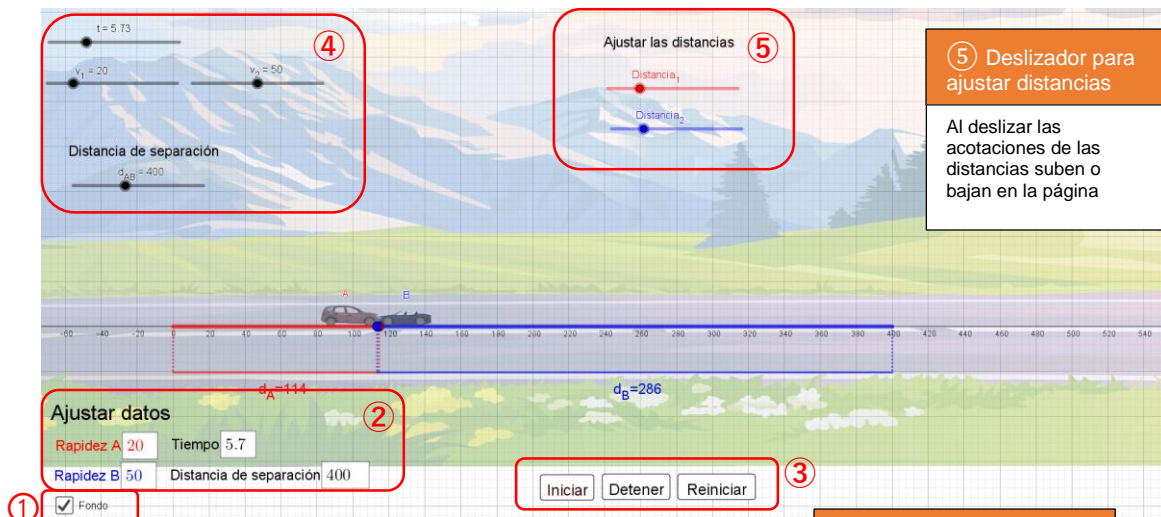 t = 5.73
④
v₁ = 20
v₂ = 50
Distancia de separación
d_AB = 400
Ajustar las distancias
⑤
Distancia₁
Distancia₂
⑤ Deslizador para
ajustar distancias
Al deslizar las
acotaciones de las
distancias suben o
bajan en la página
A
B
-60 -40 -20 0 20 40 60 80 100 120 140 160 180 200 220 240 260 280 300 320 340 360 380 400 420 440 460 480 500 520 540
d_A=114
d_B=286
Ajustar datos
②
Rapidez A 20 Tiempo 5.7
Rapidez B 50 Distancia de separación 400
① Fondo
Iniciar Detener Reiniciar
③